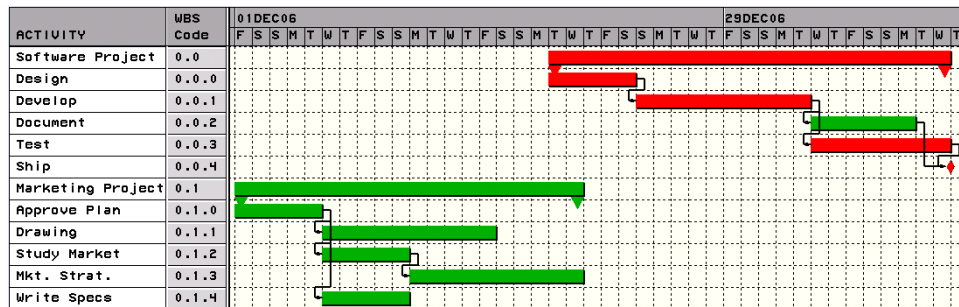 WBS 01DEC06 29DEC06
ACTIVITY Code F S S M T W T F S S M T W T F S S M T W T F S S M T W T F S S M T W T F S S M T W T
Software Project 0.0
Design 0.0.0
Develop 0.0.1
Document 0.0.2
Test 0.0.3
Ship 0.0.4
Marketing Project 0.1
Approve Plan 0.1.0
Drawing 0.1.1
Study Market 0.1.2
Mkt. Strat. 0.1.3
Write Specs 0.1.4